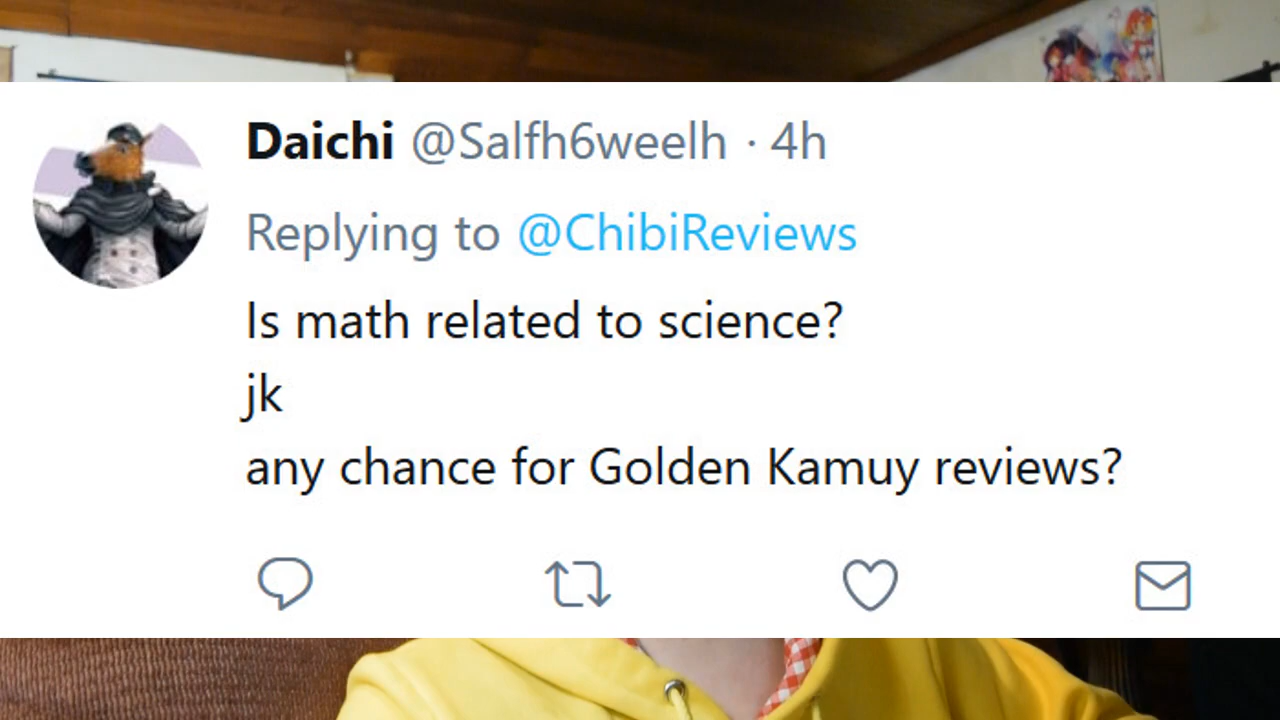 Daichi @Salfh6weelh · 4h
Replying to @ChibiReviews
Is math related to science?
jk
any chance for Golden Kamuy reviews?